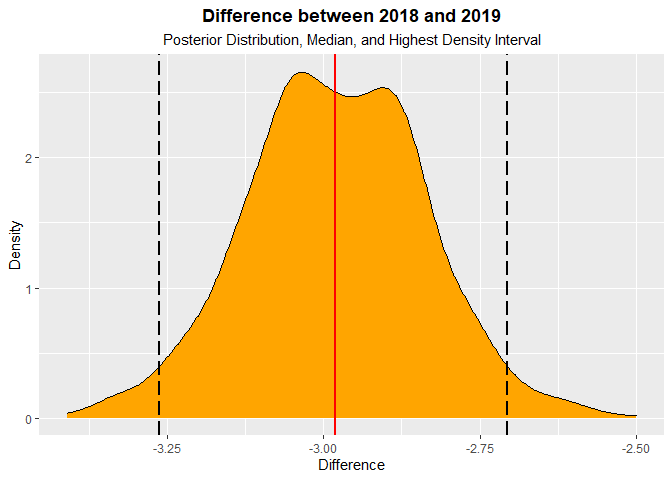 Difference between 2018 and 2019
Posterior Distribution, Median, and Highest Density Interval
Density
2
1
0
-3.25
-3.00
-2.75
-2.50
Difference